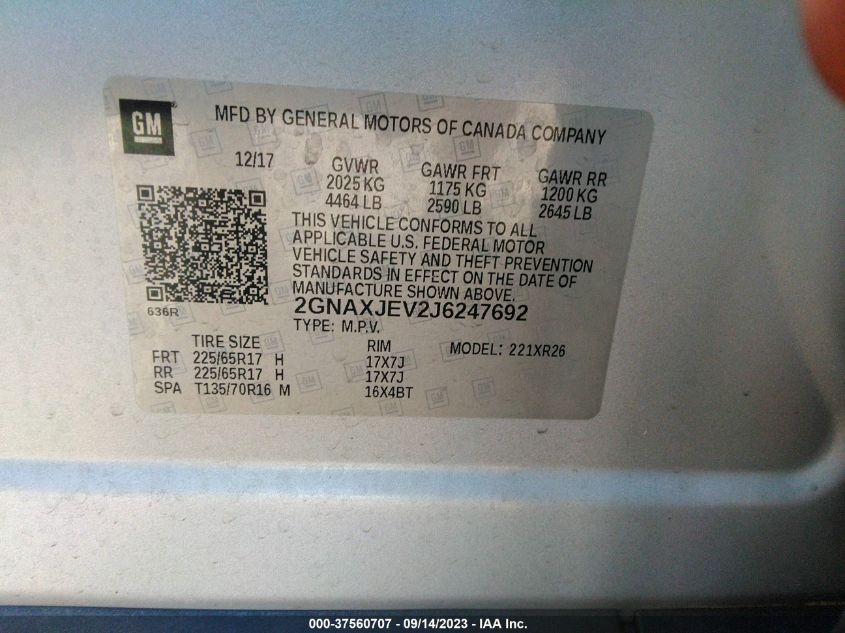 GM
MFD BY GENERAL MOTORS OF CANADA COMPANY
12/17 GVWR GAWR FRT GAWR RR
2025 KG 1175 KG 1200 KG
4464 LB 2590 LB 2645 LB
THIS VEHICLE CONFORMS TO ALL
APPLICABLE U.S. FEDERAL MOTOR
VEHICLE SAFETY AND THEFT PREVENTION
STANDARDS IN EFFECT ON THE DATE OF
MANUFACTURE SHOWN ABOVE.
636R 2GNAXJEV2J6247692
TYPE: M.P.V.
TIRE SIZE RIM MODEL: 221XR26
FRT 225/65R17 H 17X7J
RR 225/65R17 H 17X7J
SPA T135/70R16 M 16X4BT
000-37560707 - 09/14/2023 - IAA Inc.